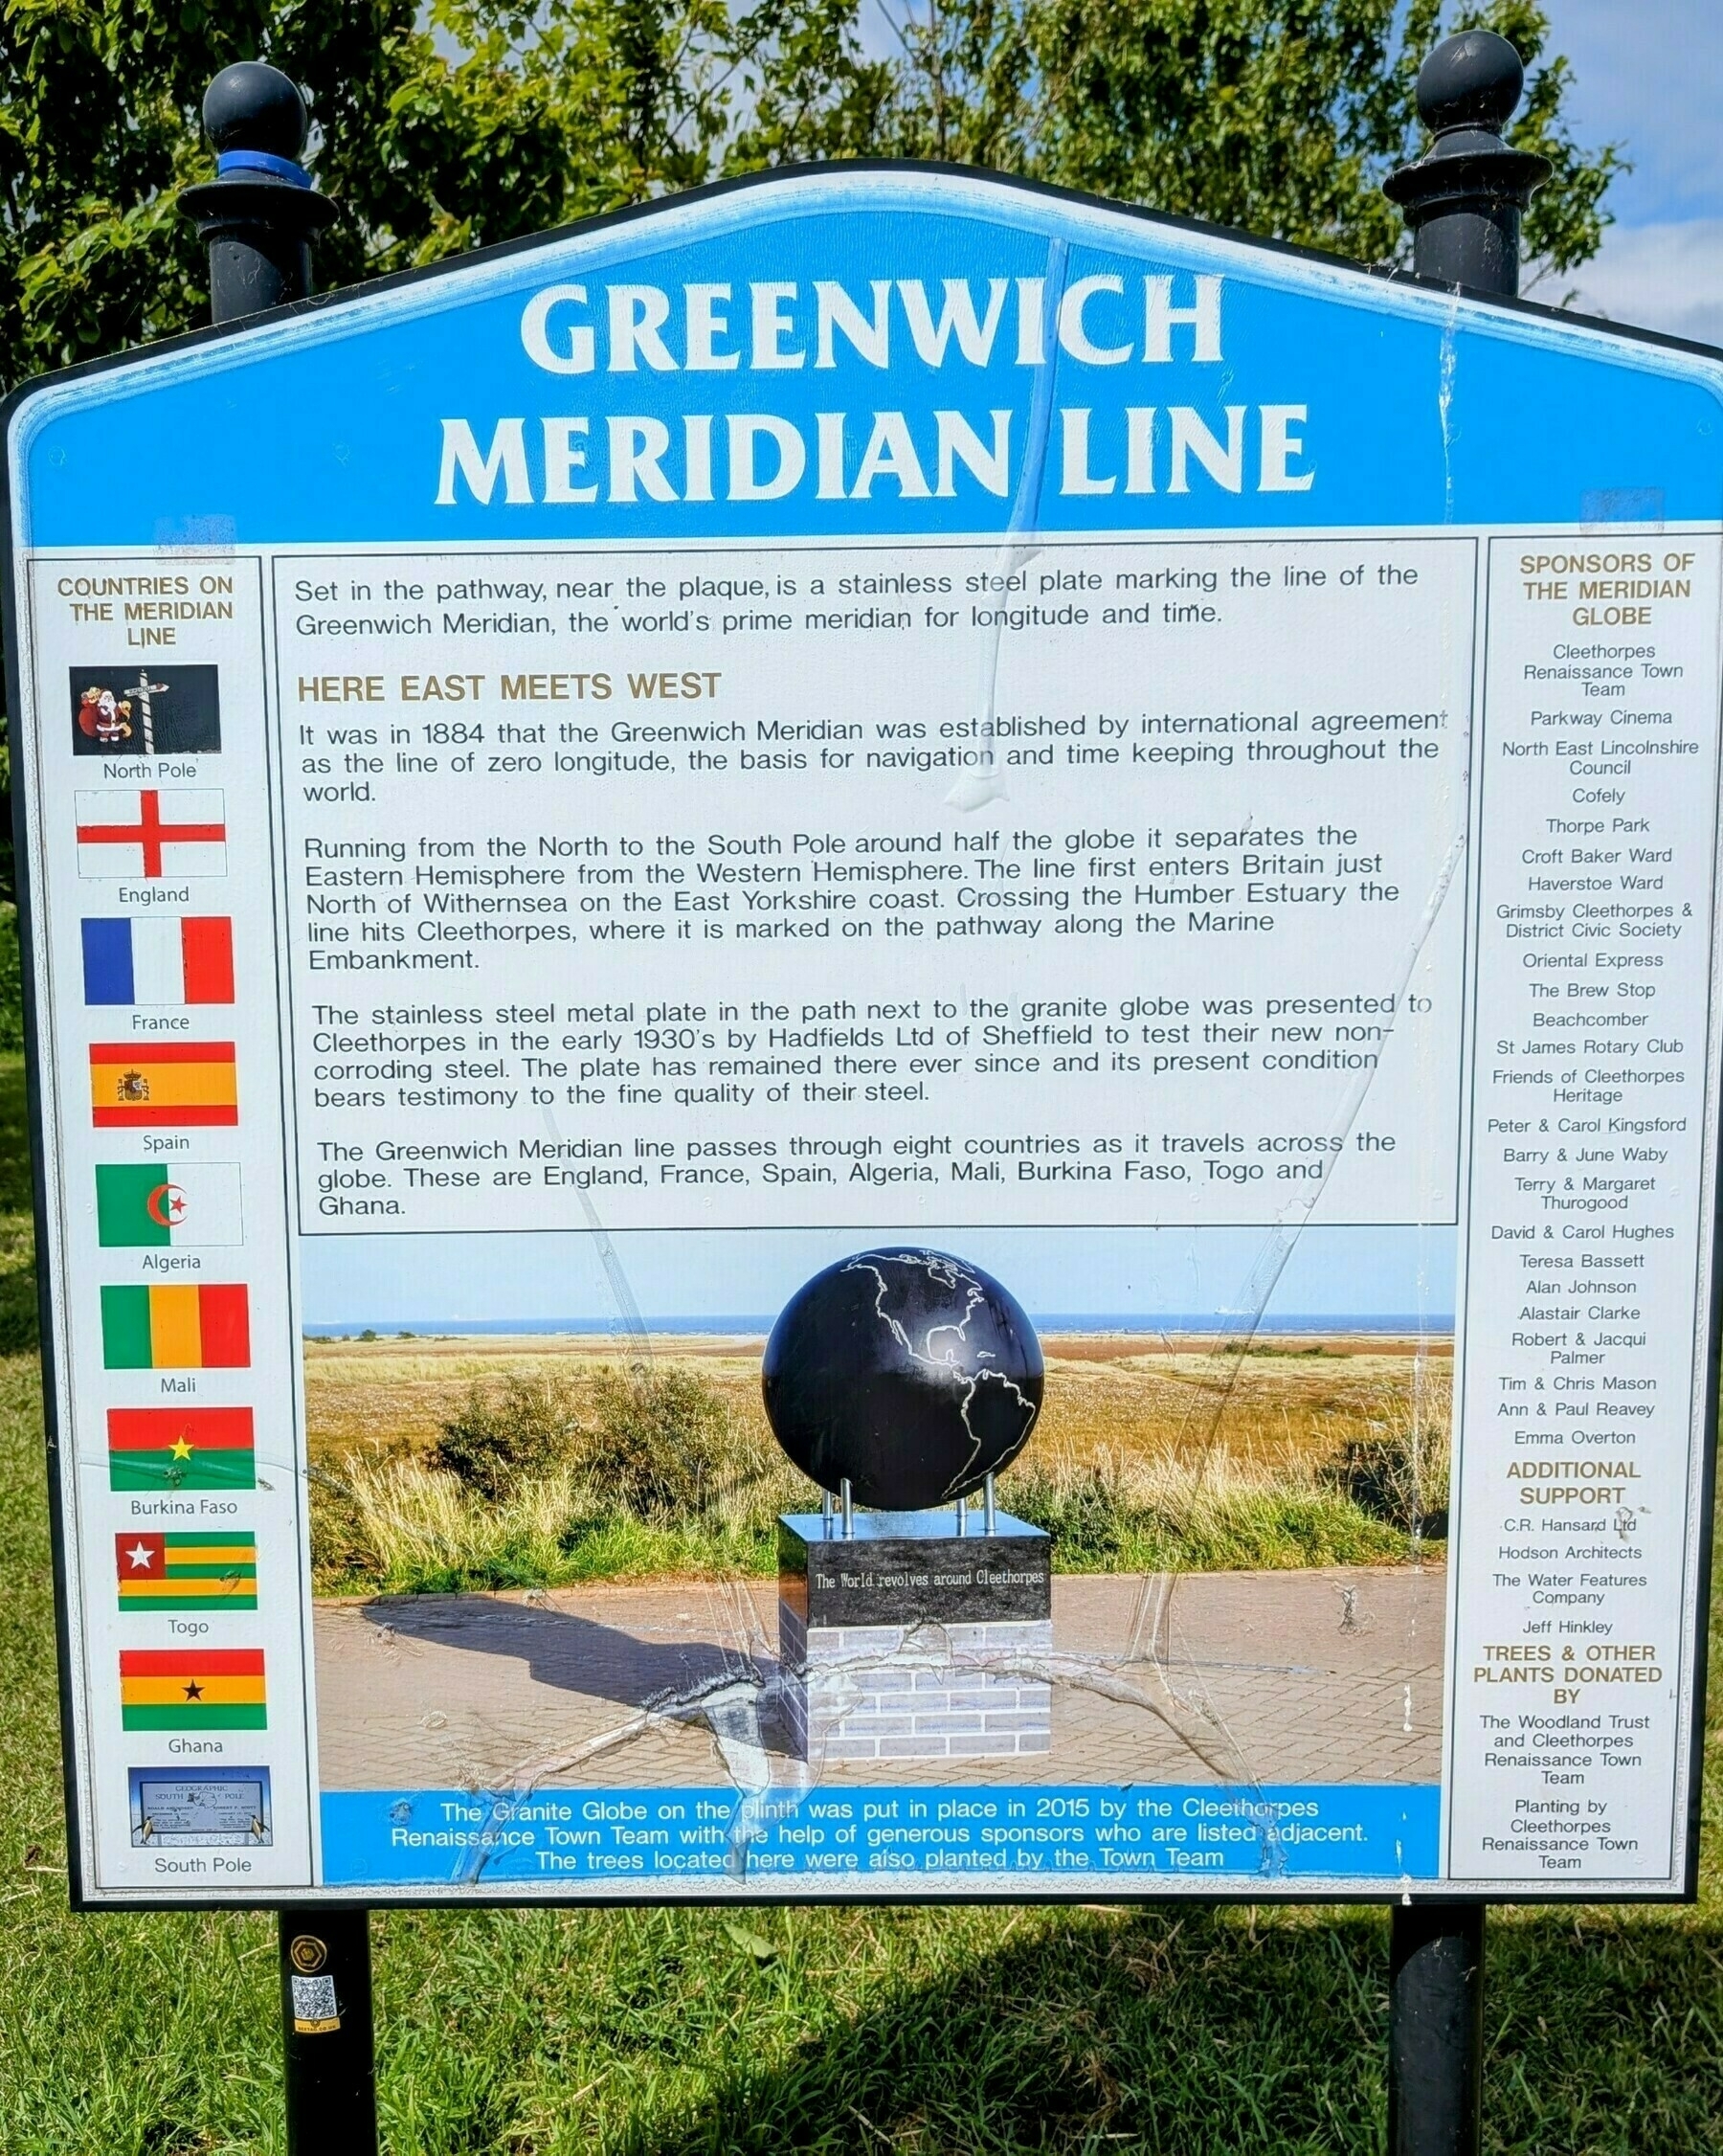 GREENWICH
MERIDIAN LINE
COUNTRIES ON
THE MERIDIAN
LINE
North Pole
England
France
Spain
Algeria
Mali
Burkina Faso
Togo
Ghana
GEOGRAPHIC
SOUTH POLE
South Pole
Set in the pathway, near the plaque, is a stainless steel plate marking the line of the
Greenwich Meridian, the world's prime meridian for longitude and time.
HERE EAST MEETS WEST
It was in 1884 that the Greenwich Meridian was established by international agreement
as the line of zero longitude, the basis for navigation and time keeping throughout the
world.
Running from the North to the South Pole around half the globe it separates the
Eastern Hemisphere from the Western Hemisphere. The line first enters Britain just
North of Withernsea on the East Yorkshire coast. Crossing the Humber Estuary the
line hits Cleethorpes, where it is marked on the pathway along the Marine
Embankment.
The stainless steel metal plate in the path next to the granite globe was presented to
Cleethorpes in the early 1930's by Hadfields Ltd of Sheffield to test their new non-
corroding steel. The plate has remained there ever since and its present condition
bears testimony to the fine quality of their steel.
The Greenwich Meridian line passes through eight countries as it travels across the
globe. These are England, France, Spain, Algeria, Mali, Burkina Faso, Togo and
Ghana.
The World revolves around Cleethorpes
The Granite Globe on the plinth was put in place in 2015 by the Cleethorpes
Renaissance Town Team with the help of generous sponsors who are listed adjacent.
The trees located here were also planted by the Town Team
SPONSORS OF
THE MERIDIAN
GLOBE
Cleethorpes
Renaissance Town
Team
Parkway Cinema
North East Lincolnshire
Council
Cofely
Thorpe Park
Croft Baker Ward
Haverstoe Ward
Grimsby Cleethorpes &
District Civic Society
Oriental Express
The Brew Stop
Beachcomber
St James Rotary Club
Friends of Cleethorpes
Heritage
Peter & Carol Kingsford
Barry & June Waby
Terry & Margaret
Thurogood
David & Carol Hughes
Teresa Bassett
Alan Johnson
Alastair Clarke
Robert & Jacqui
Palmer
Tim & Chris Mason
Ann & Paul Reavey
Emma Overton
ADDITIONAL
SUPPORT
C.R. Hansard Ltd
Hodson Architects
The Water Features
Company
Jeff Hinkley
TREES & OTHER
PLANTS DONATED
BY
The Woodland Trust
and Cleethorpes
Renaissance Town
Team
Planting by
Cleethorpes
Renaissance Town
Team